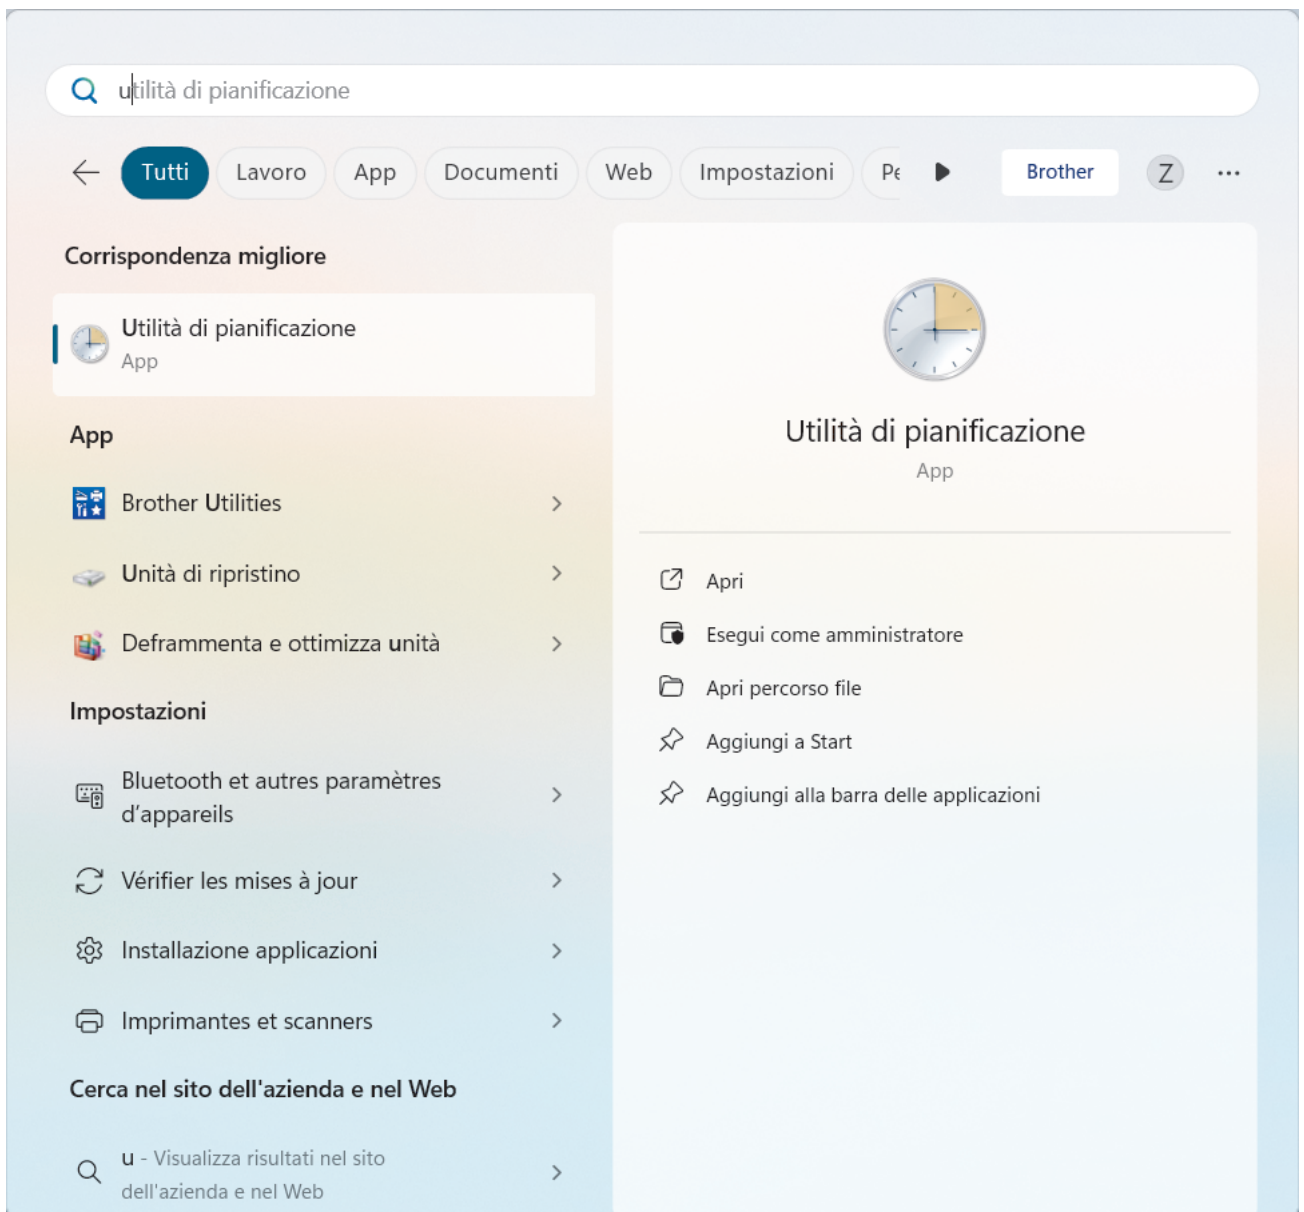 utilità di pianificazione
Tutti Lavoro App Documenti Web Impostazioni Pe Brother Z ...
Corrispondenza migliore
Utilità di pianificazione
App
App
Brother Utilities
Unità di ripristino
Deframmenta e ottimizza unità
Impostazioni
Bluetooth et autres paramètres
d'appareils
Vérifier les mises à jour
Installazione applicazioni
Imprimantes et scanners
Cerca nel sito dell'azienda e nel Web
u - Visualizza risultati nel sito
dell'azienda e nel Web
Utilità di pianificazione
App
Apri
Esegui come amministratore
Apri percorso file
Aggiungi a Start
Aggiungi alla barra delle applicazioni